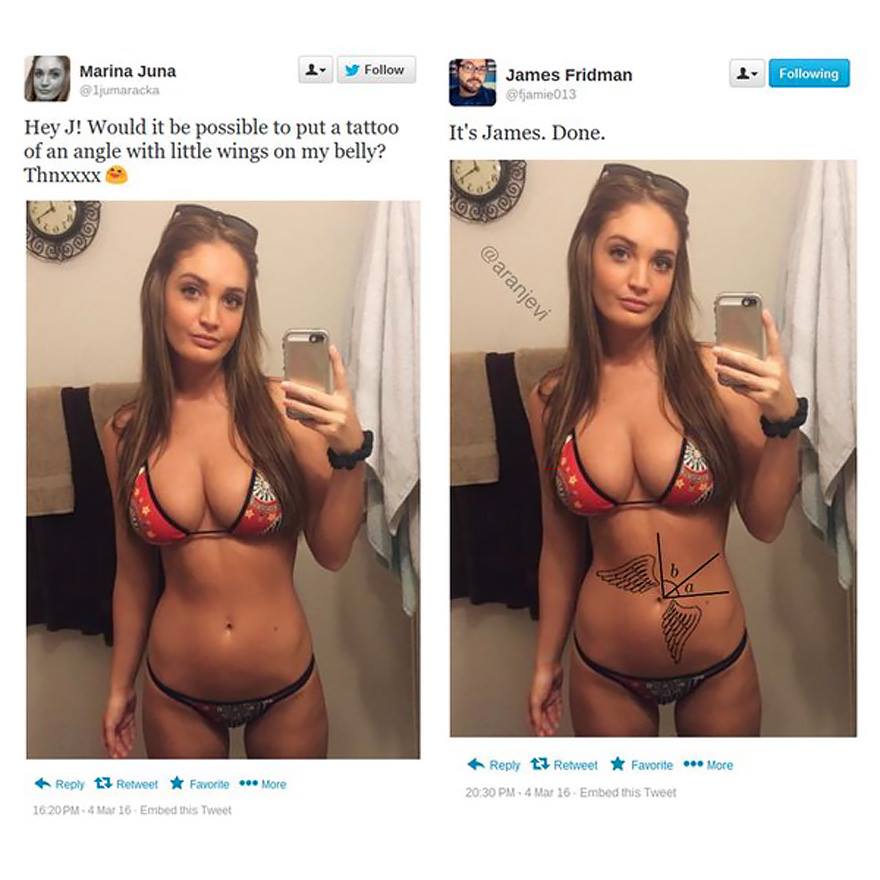 Marina Juna
@1jumaracka
Follow
Hey J! Would it be possible to put a tattoo
of an angle with little wings on my belly?
Thnxxxx
Reply Retweet Favorite More
16:20 PM - 4 Mar 16 - Embed this Tweet
James Fridman
@fjamie013
Following
It's James. Done.
@aranjevi
b
a
Reply Retweet Favorite More
20:30 PM - 4 Mar 16 - Embed this Tweet